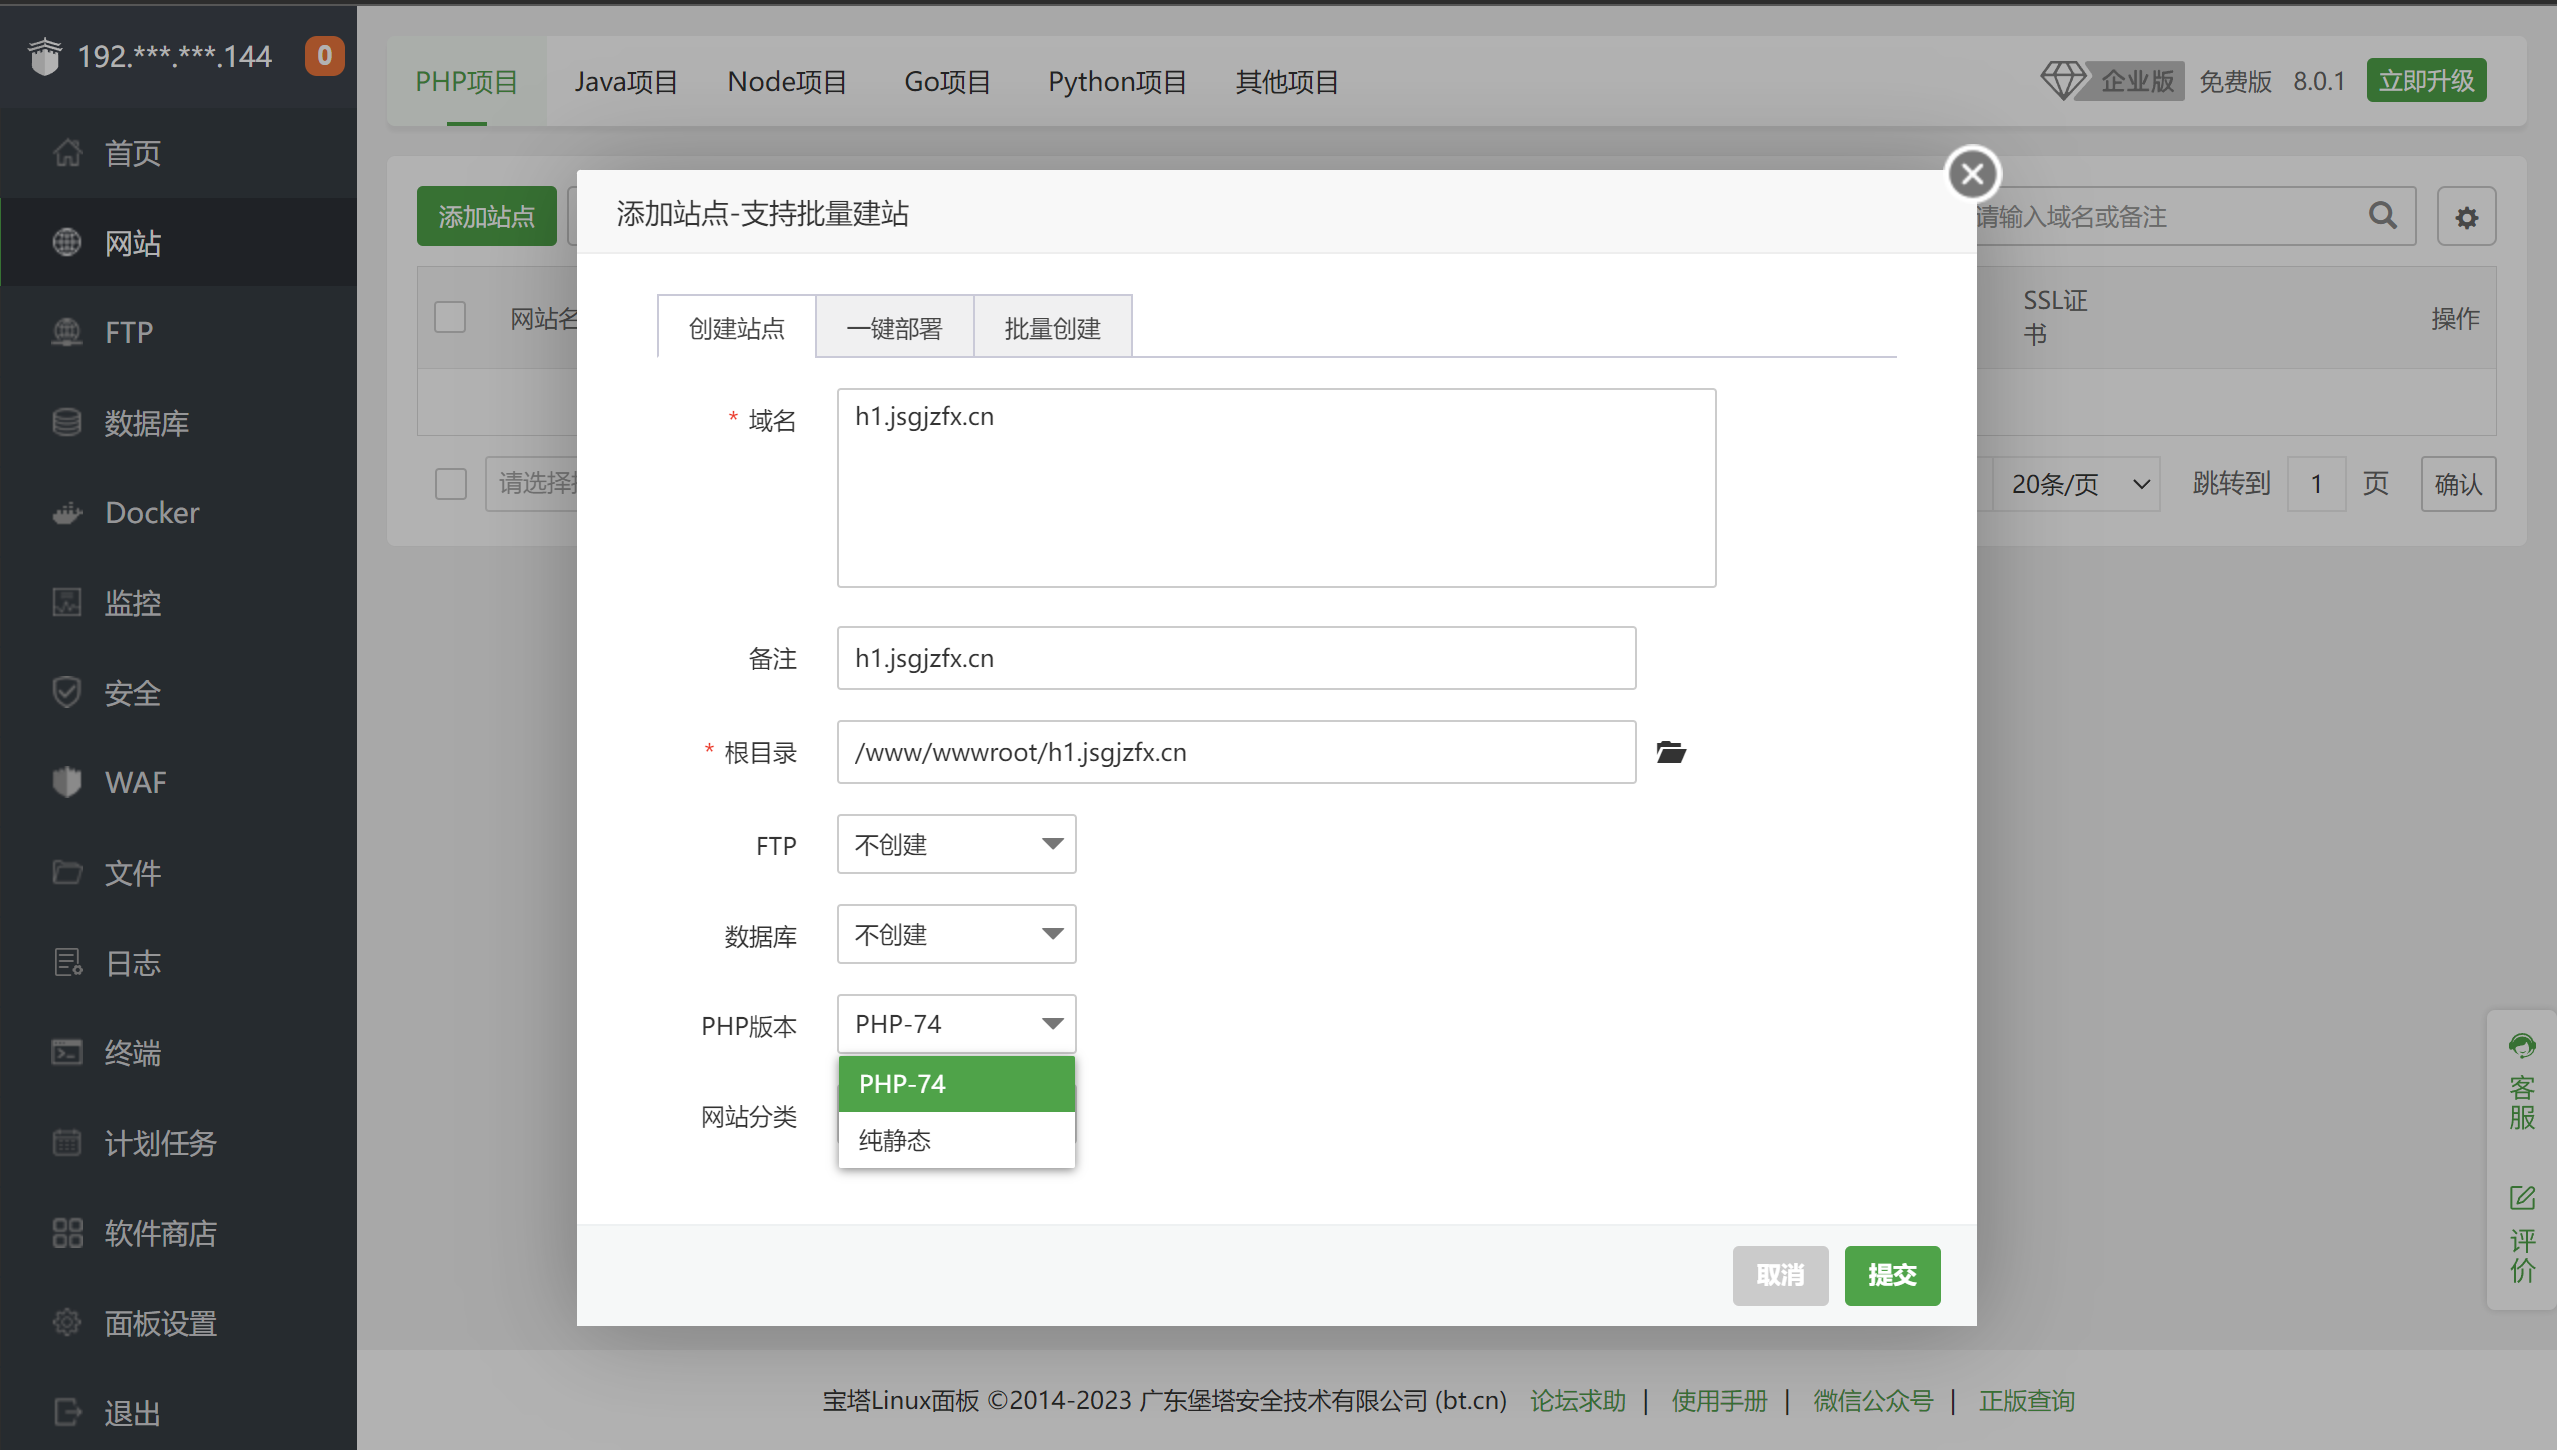 192.***.***.144
0
首页
网站
FTP
数据库
Docker
监控
安全
WAF
文件
日志
终端
计划任务
软件商店
面板设置
退出
PHP项目
Java项目
Node项目
Go项目
Python项目
其他项目
企业版
免费版
8.0.1
立即升级
添加站点
请输入域名或备注
网站名
SSL证
书
操作
请选择
20条/页
跳转到
1
页
确认
添加站点-支持批量建站
创建站点
一键部署
批量创建
* 域名
h1.jsgjzfx.cn
备注
h1.jsgjzfx.cn
* 根目录
/www/wwwroot/h1.jsgjzfx.cn
FTP
不创建
数据库
不创建
PHP版本
PHP-74
PHP-74
纯静态
网站分类
取消
提交
客
服
评
价
宝塔Linux面板 ©2014-2023 广东堡塔安全技术有限公司 (bt.cn) 论坛求助 | 使用手册 | 微信公众号 | 正版查询